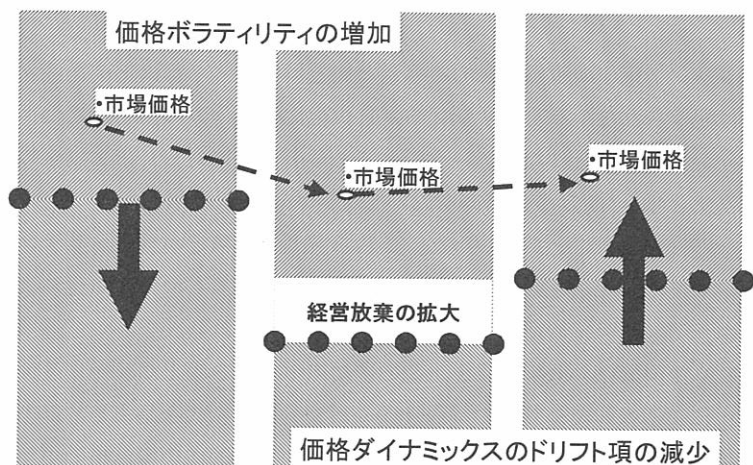 価格ボラティリティの増加
・市場価格
・市場価格
・市場価格
経営放棄の拡大
価格ダイナミックスのドリフト項の減少